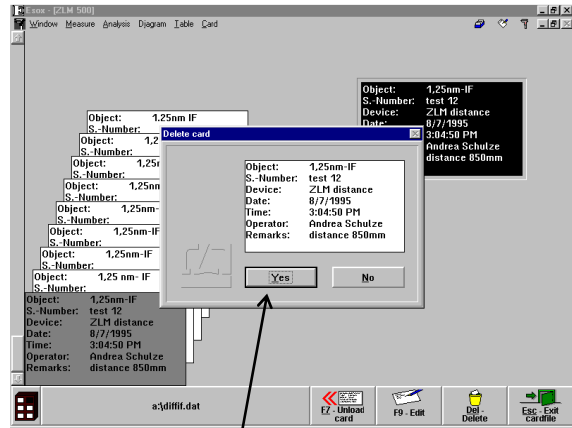 Esox - [ZLM 500]
Window Measure Analysis Diagram Table Card
Object: 1,25nm-IF
S.-Number: test 12
Device: ZLM distance
Date: 8/7/1995
3:04:50 PM
Andrea Schulze
distance 850mm
Object: 1.25nm IF
S.-Number:
Object: 1,2
S.-Number:
Object: 1,25n
S.-Number:
Object: 1,25nn
S.-Number:
Object: 1,25nm-
S.-Number:
Object: 1,25nm-IF
S.-Number:
Object: 1,25nm-IF
S.-Number:
Object: 1,25 nm- IF
S.-Number:
Object: 1,25nm-IF
S.-Number: test 12
Device: ZLM distance
Date: 8/7/1995
Time: 3:04:50 PM
Operator: Andrea Schulze
Remarks: distance 850mm
Delete card
Object: 1,25nm-IF
S.-Number: test 12
Device: ZLM distance
Date: 8/7/1995
Time: 3:04:50 PM
Operator: Andrea Schulze
Remarks: distance 850mm
Yes No
a:\diffif.dat
F7 - Unload card
F9 - Edit
Del - Delete
Esc - Exit cardfile